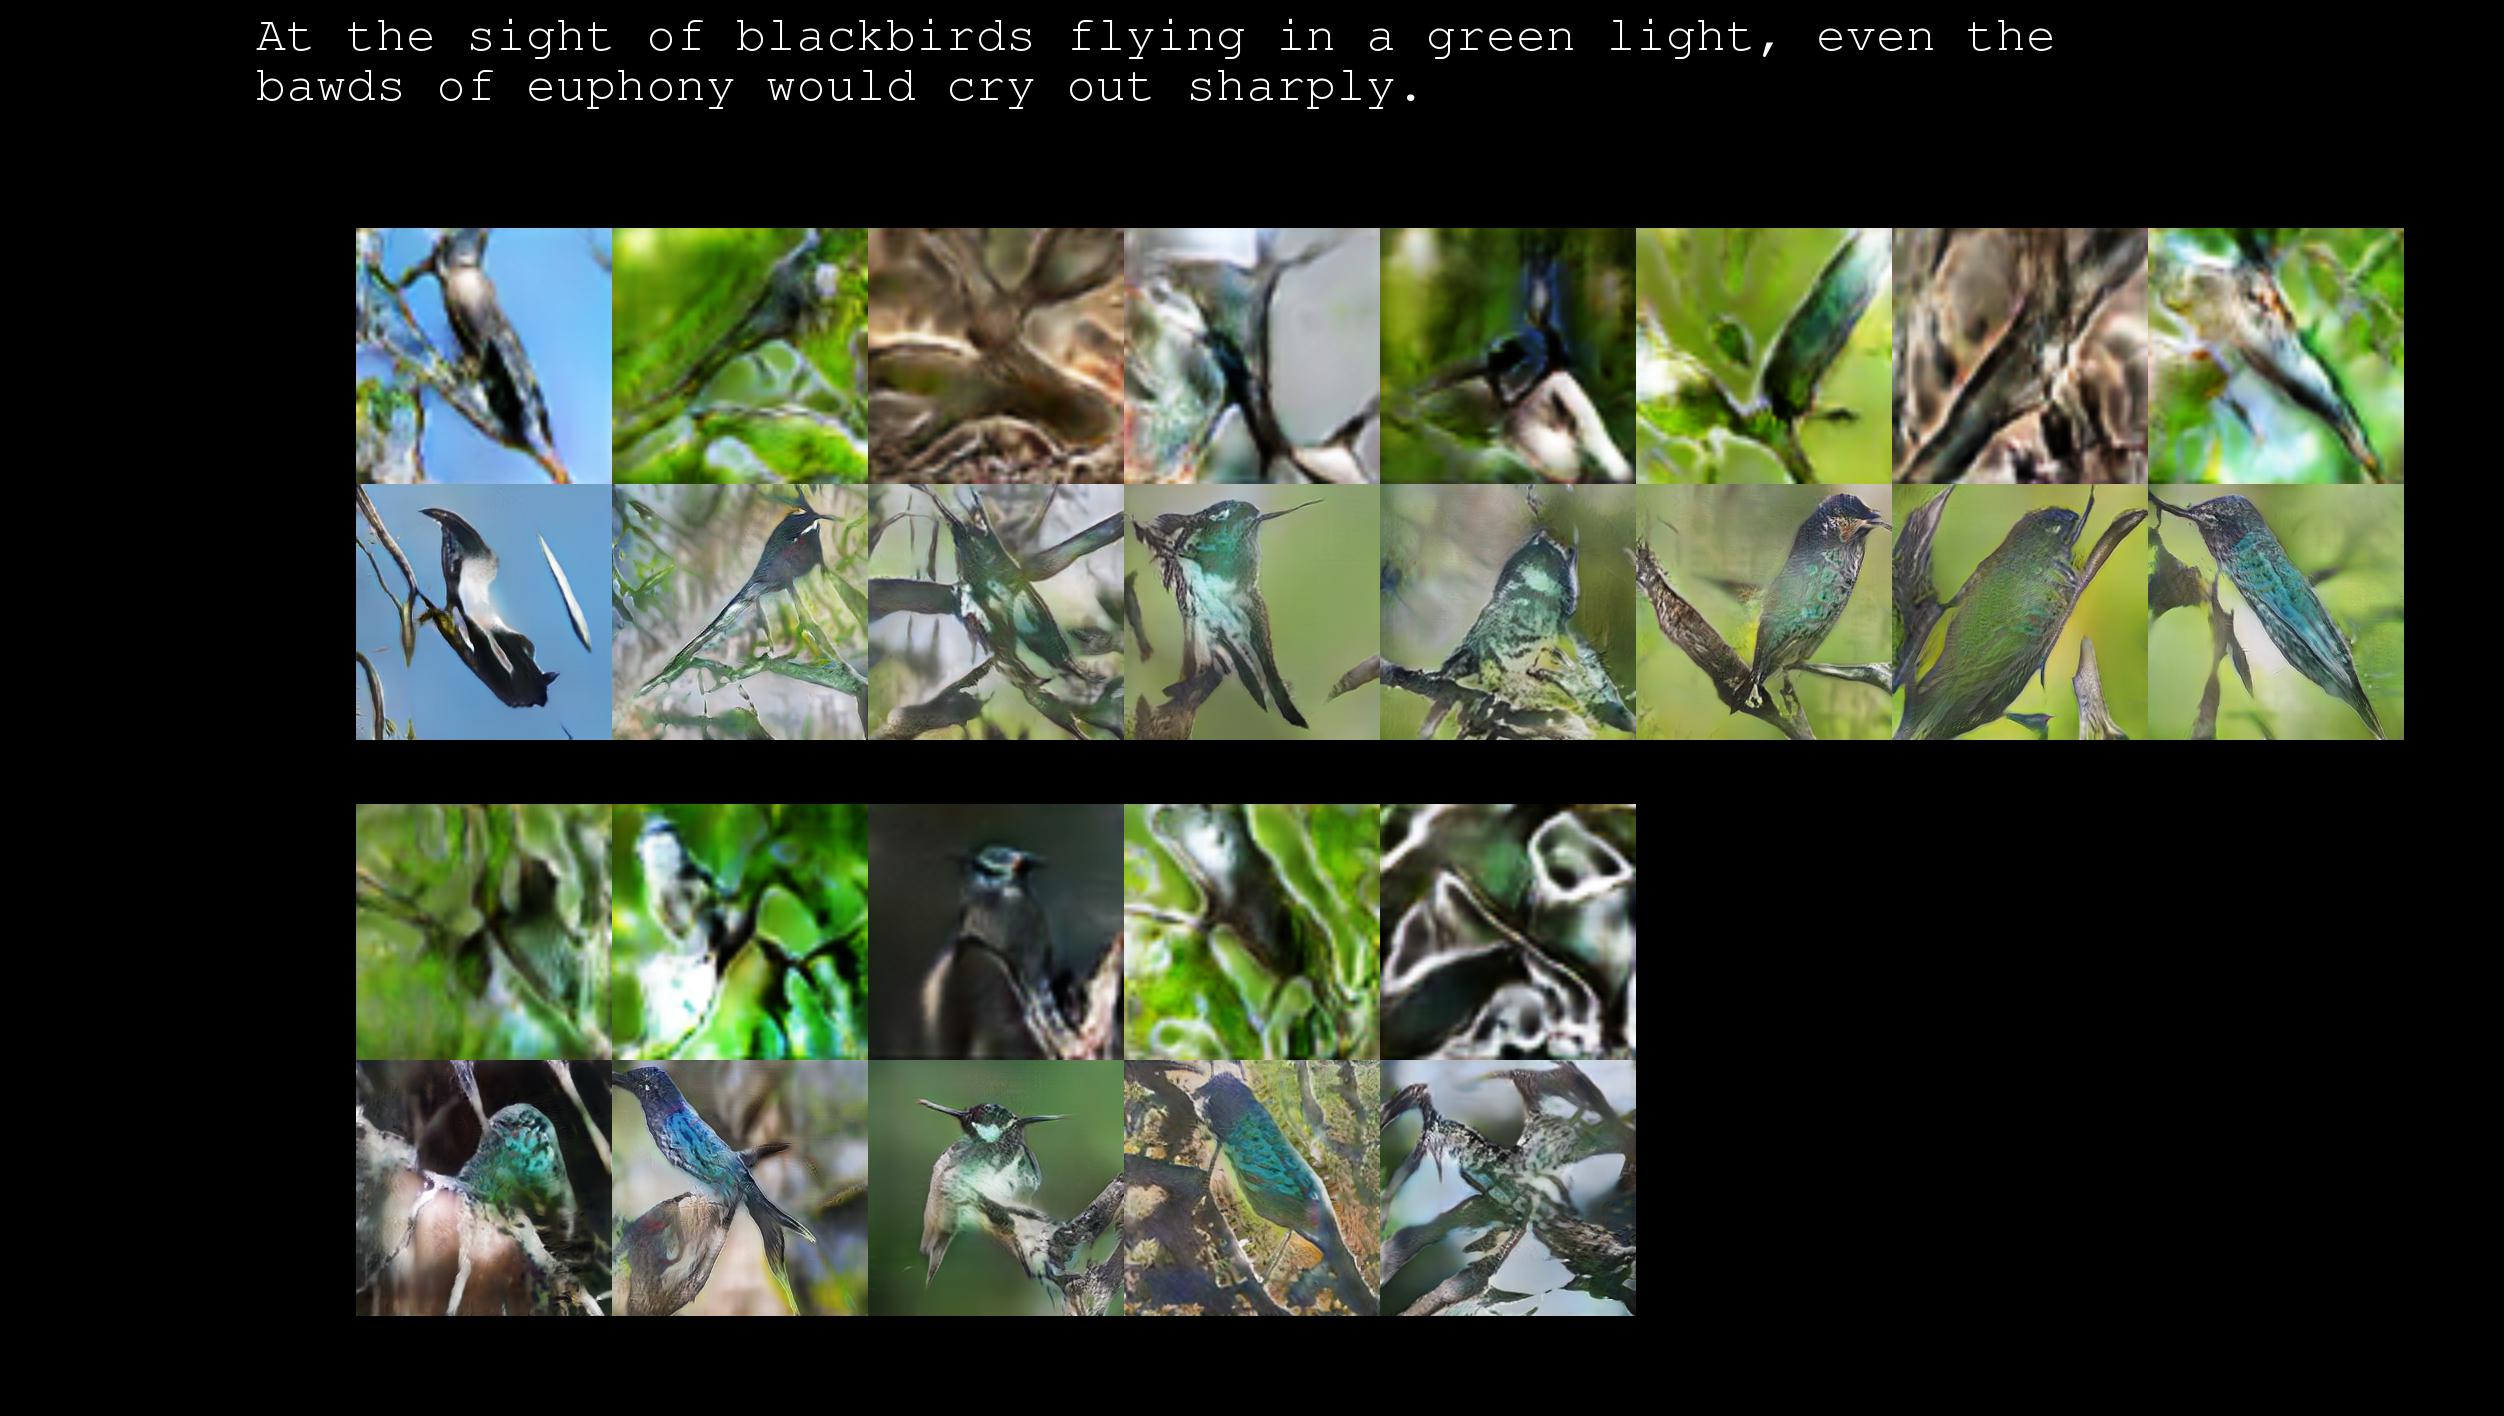 At the sight of blackbirds flying in a green light, even the
bawds of euphony would cry out sharply.